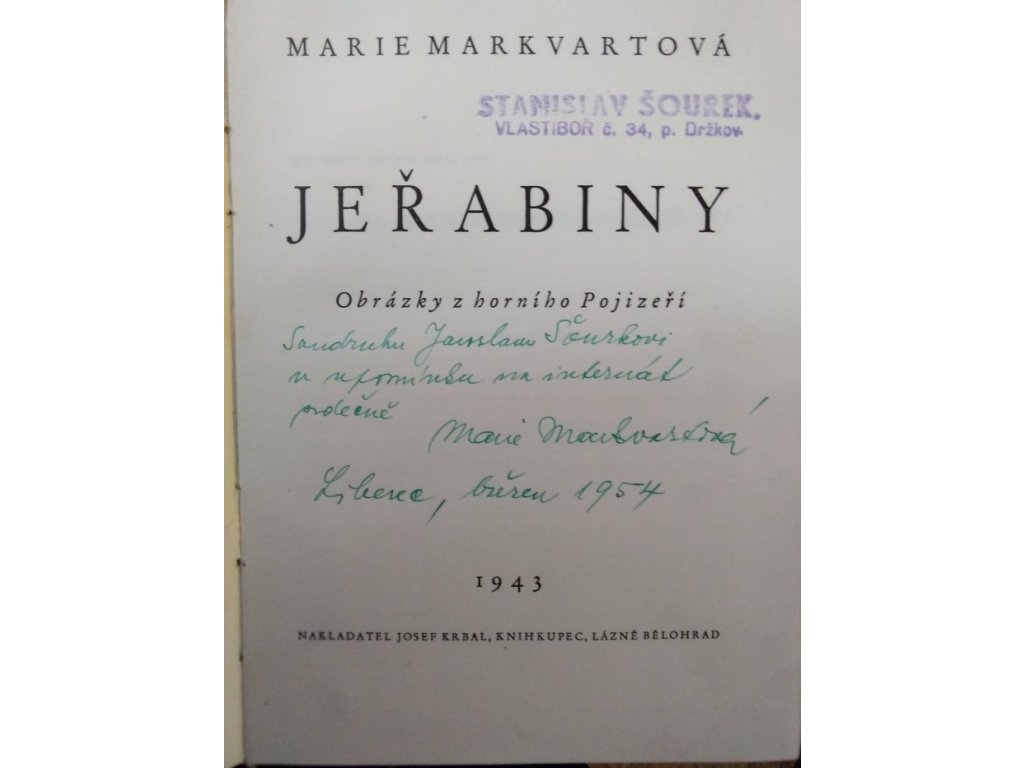 MARIE MARKVARTOVÁ
STANISLAV ŠOUREK,
VLASTIBOŘ č. 34, p. Držkov.
JEŘABINY
Obrázky z horního Pojizeří
Soudruhu Jaroslavu Šourkovi
v upomínku na internát
srdečně
Marie Markvartová
Liberec, březen 1954
1943
NAKLADATEL JOSEF KRBAL, KNIHKUPEC, LÁZNĚ BĚLOHRAD